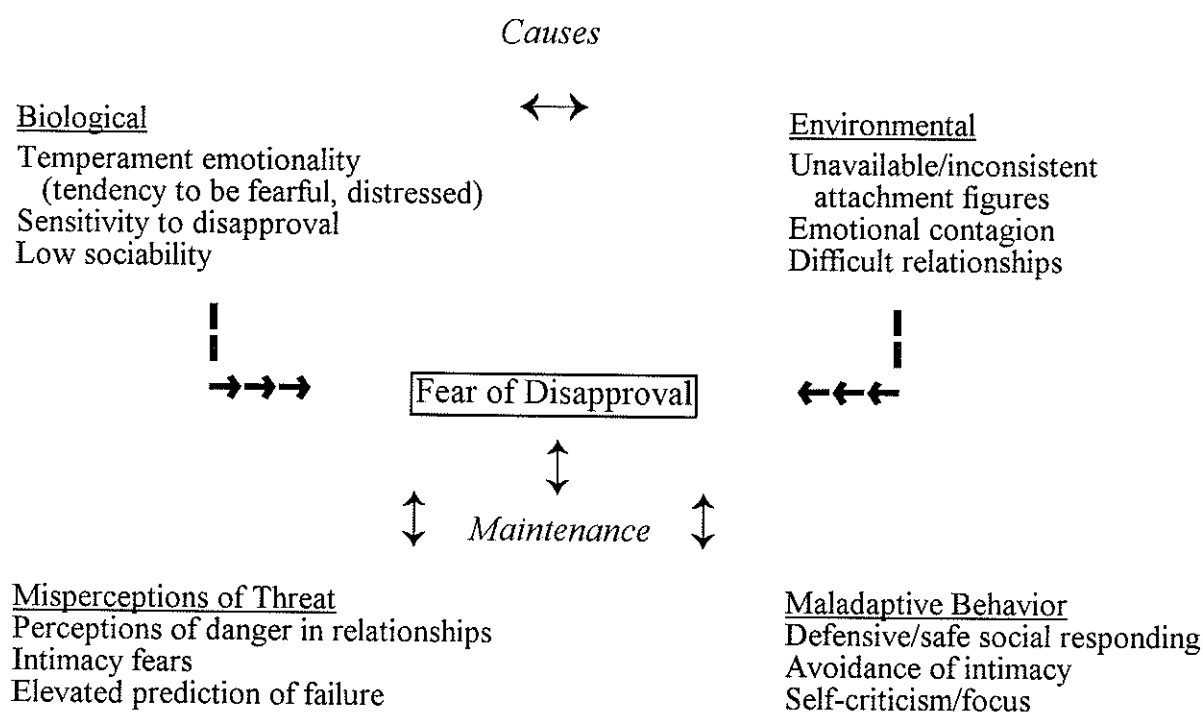 Causes
Biological
Temperament emotionality
(tendency to be fearful, distressed)
Sensitivity to disapproval
Low sociability
Environmental
Unavailable/inconsistent
attachment figures
Emotional contagion
Difficult relationships
Fear of Disapproval
Maintenance
Misperceptions of Threat
Perceptions of danger in relationships
Intimacy fears
Elevated prediction of failure
Maladaptive Behavior
Defensive/safe social responding
Avoidance of intimacy
Self-criticism/focus